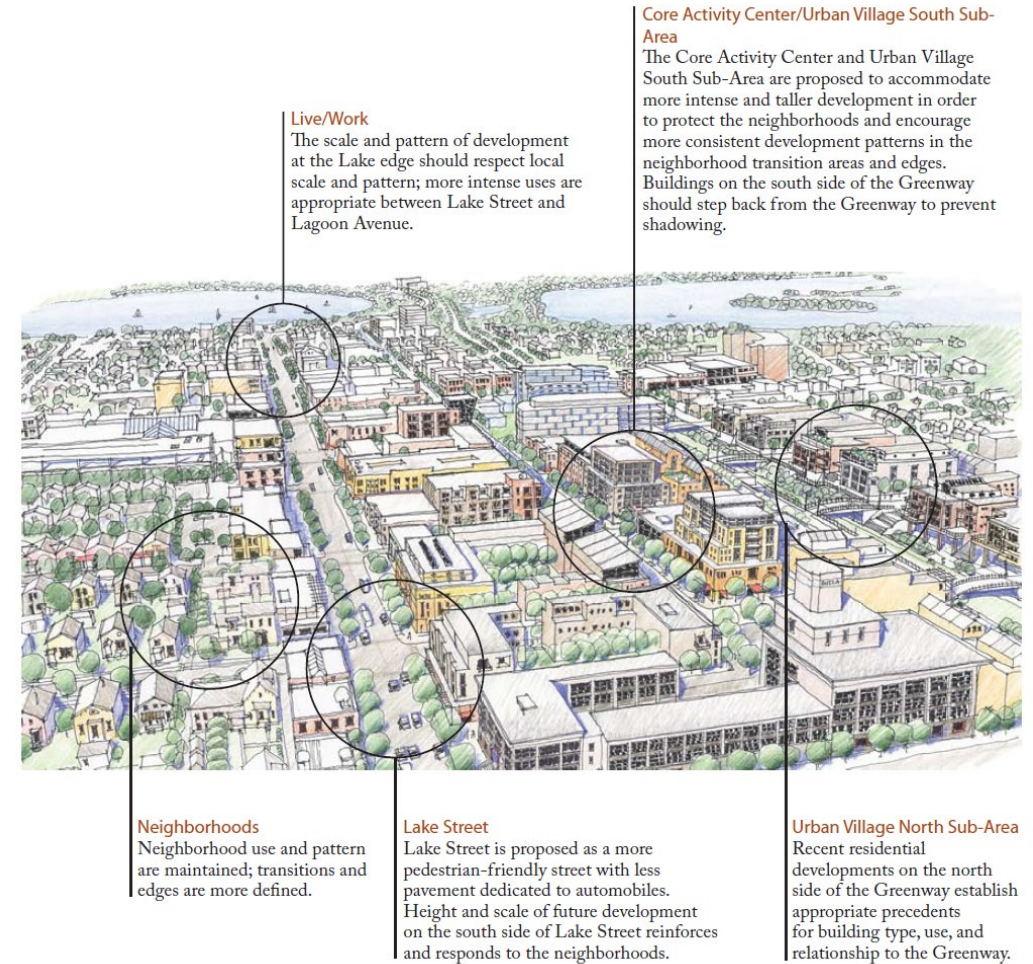 Core Activity Center/Urban Village South Sub-
Area
The Core Activity Center and Urban Village
South Sub-Area are proposed to accommodate
more intense and taller development in order
to protect the neighborhoods and encourage
more consistent development patterns in the
neighborhood transition areas and edges.
Buildings on the south side of the Greenway
should step back from the Greenway to prevent
shadowing.
Live/Work
The scale and pattern of development
at the Lake edge should respect local
scale and pattern; more intense uses are
appropriate between Lake Street and
Lagoon Avenue.
Neighborhoods
Neighborhood use and pattern
are maintained; transitions and
edges are more defined.
Lake Street
Lake Street is proposed as a more
pedestrian-friendly street with less
pavement dedicated to automobiles.
Height and scale of future development
on the south side of Lake Street reinforces
and responds to the neighborhoods.
Urban Village North Sub-Area
Recent residential
developments on the north
side of the Greenway establish
appropriate precedents
for building type, use, and
relationship to the Greenway.